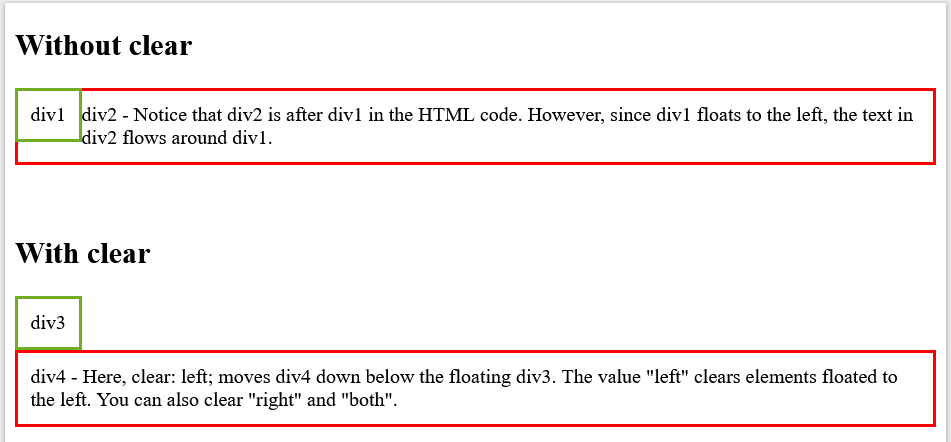 Without clear
div1
div2 - Notice that div2 is after div1 in the HTML code. However, since div1 floats to the left, the text in
div2 flows around div1.
With clear
div3
div4 - Here, clear: left; moves div4 down below the floating div3. The value "left" clears elements floated to
the left. You can also clear "right" and "both".